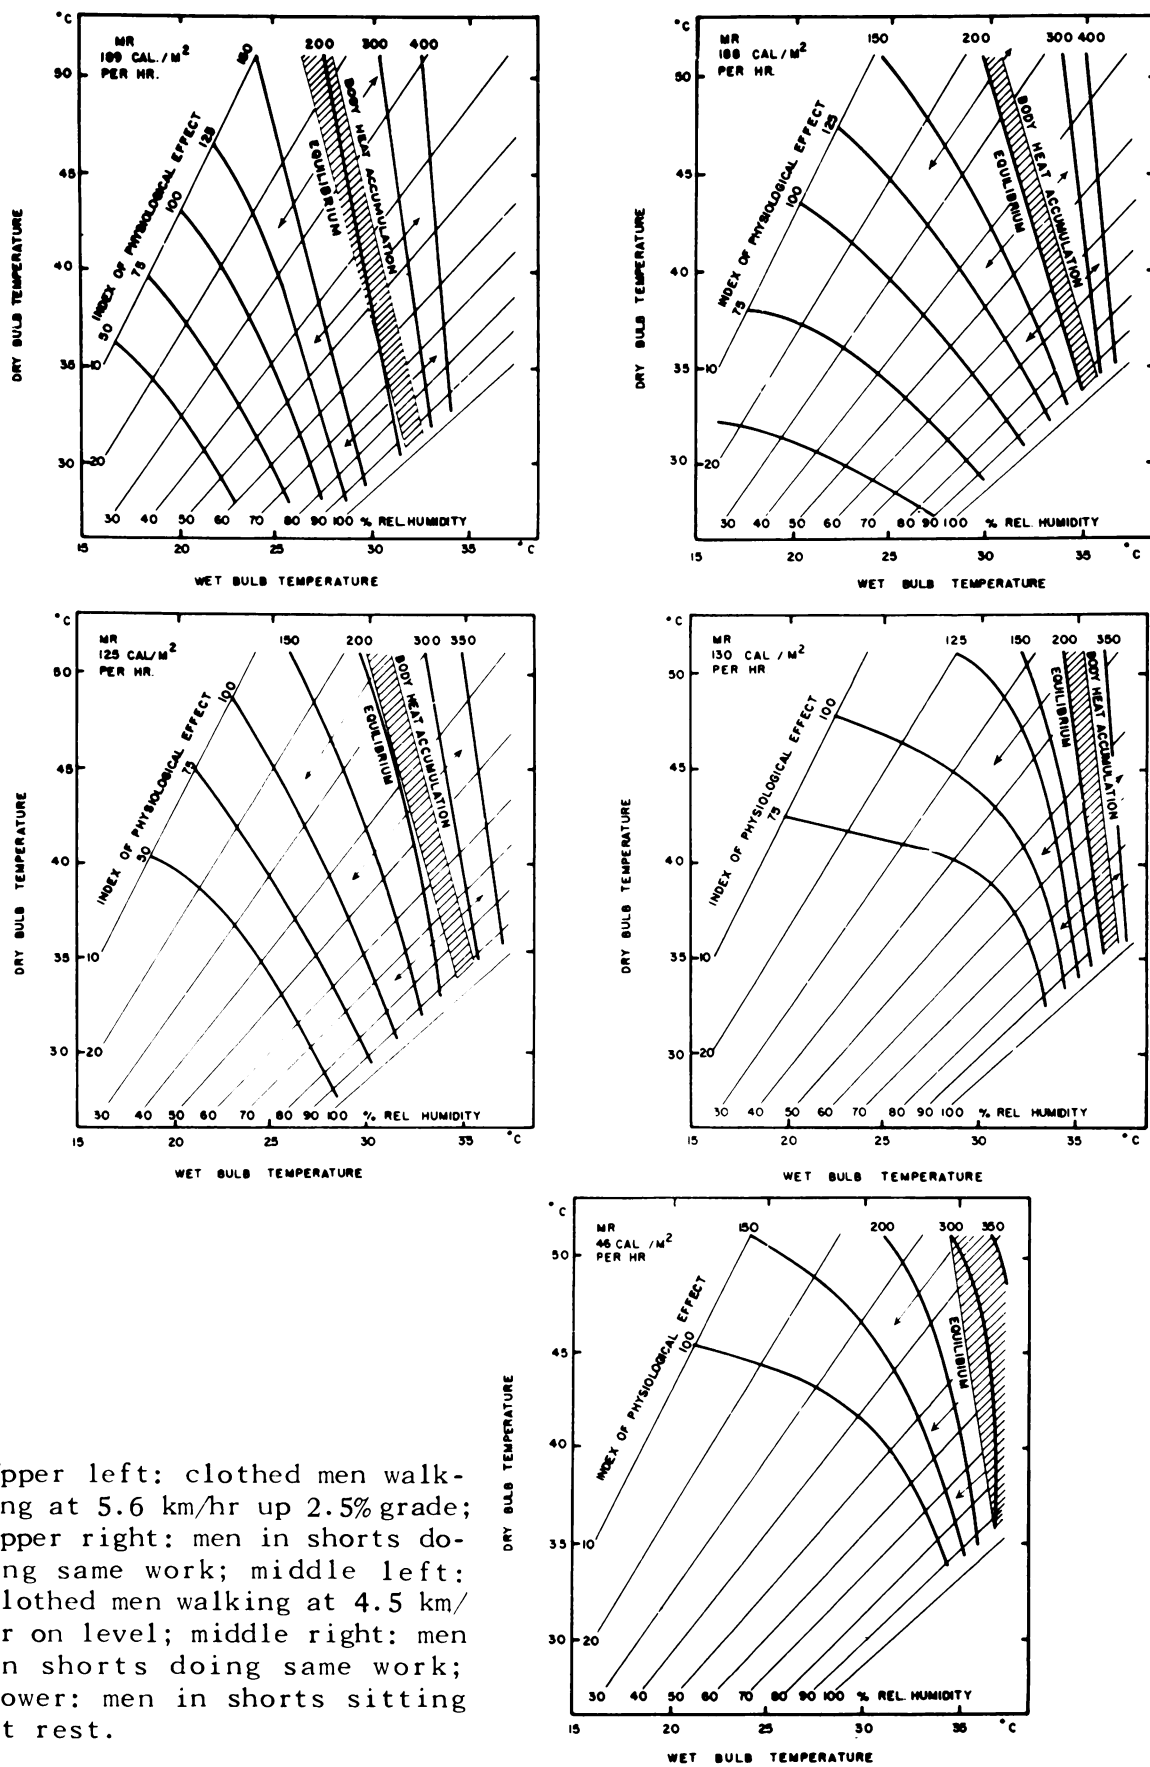 °C
MR
189 CAL./M²
PER HR.
150 200 300 400
50
45
40
35
30
10
20
INDEX OF PHYSIOLOGICAL EFFECT
50 75 100 125
EQUILIBRIUM
BODY HEAT ACCUMULATION
DRY BULB TEMPERATURE
30 40 50 60 70 80 90 100 % REL. HUMIDITY
15 20 25 30 35 °C
WET BULB TEMPERATURE
°C
MR
188 CAL./M²
PER HR.
150 200 300 400
50
45
40
35
30
10
20
INDEX OF PHYSIOLOGICAL EFFECT
75 100 125
EQUILIBRIUM
BODY HEAT ACCUMULATION
DRY BULB TEMPERATURE
30 40 50 60 70 80 90 100 % REL. HUMIDITY
15 20 25 30 35 °C
WET BULB TEMPERATURE
°C
MR
125 CAL/M²
PER HR.
150 200 300 350
50
45
40
35
30
10
20
INDEX OF PHYSIOLOGICAL EFFECT
50 75 100
EQUILIBRIUM
BODY HEAT ACCUMULATION
DRY BULB TEMPERATURE
30 40 50 60 70 80 90 100 % REL HUMIDITY
15 20 25 30 35 °C
WET BULB TEMPERATURE
°C
MR
130 CAL /M²
PER HR
125 150 200 350
50
45
40
35
30
10
20
INDEX OF PHYSIOLOGICAL EFFECT
75 100
EQUILIBRIUM
BODY HEAT ACCUMULATION
DRY BULB TEMPERATURE
30 40 50 60 70 80 90 100 % REL HUMIDITY
15 20 25 30 35 °C
WET BULB TEMPERATURE
°C
MR
46 CAL /M²
PER HR
150 200 300 350
50
45
40
35
30
10
20
INDEX OF PHYSIOLOGICAL EFFECT
100
EQUILIBIUM
DRY BULB TEMPERATURE
30 40 50 60 70 80 90 100 % REL. HUMIDITY
15 20 25 30 35 °C
WET BULB TEMPERATURE
pper left: clothed men walk-
ng at 5.6 km/hr up 2.5% grade;
pper right: men in shorts do-
ng same work; middle left:
lothed men walking at 4.5 km/
r on level; middle right: men
n shorts doing same work;
ower: men in shorts sitting
t rest.